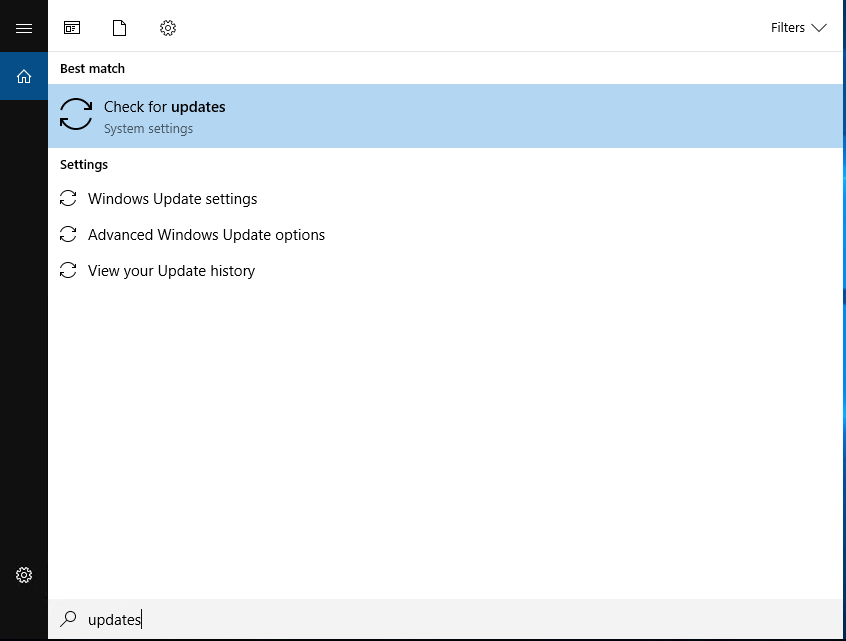 Filters
Best match
Check for updates
System settings
Settings
Windows Update settings
Advanced Windows Update options
View your Update history
updates